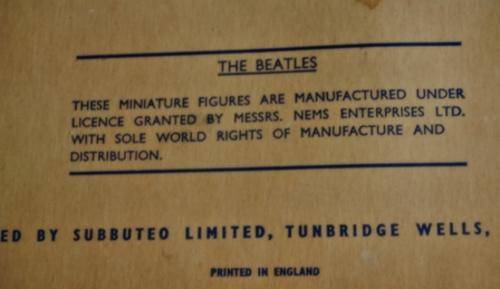 THE BEATLES
THESE MINIATURE FIGURES ARE MANUFACTURED UNDER
LICENCE GRANTED BY MESSRS. NEMS ENTERPRISES LTD.
WITH SOLE WORLD RIGHTS OF MANUFACTURE AND
DISTRIBUTION.
ED BY SUBBUTEO LIMITED, TUNBRIDGE WELLS,
PRINTED IN ENGLAND